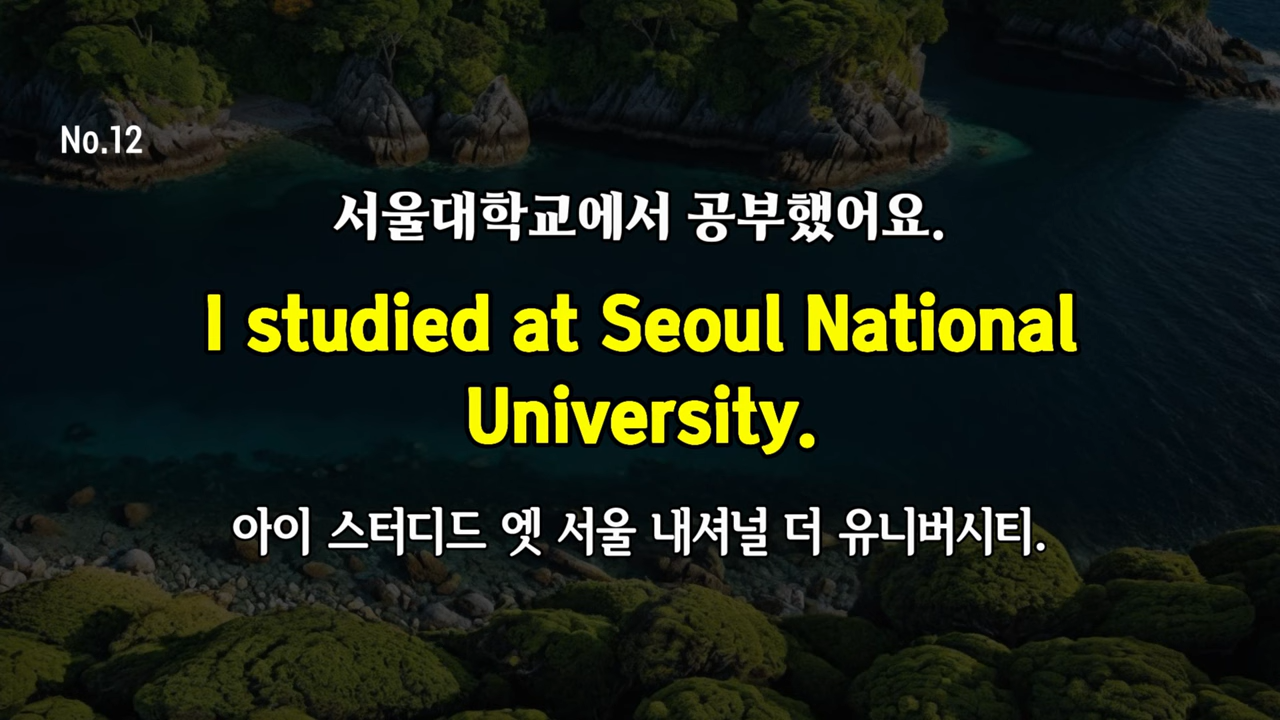 No.12
서울대학교에서 공부했어요.
I studied at Seoul National
University.
아이 스터디드 엣 서울 내셔널 더 유니버시티.